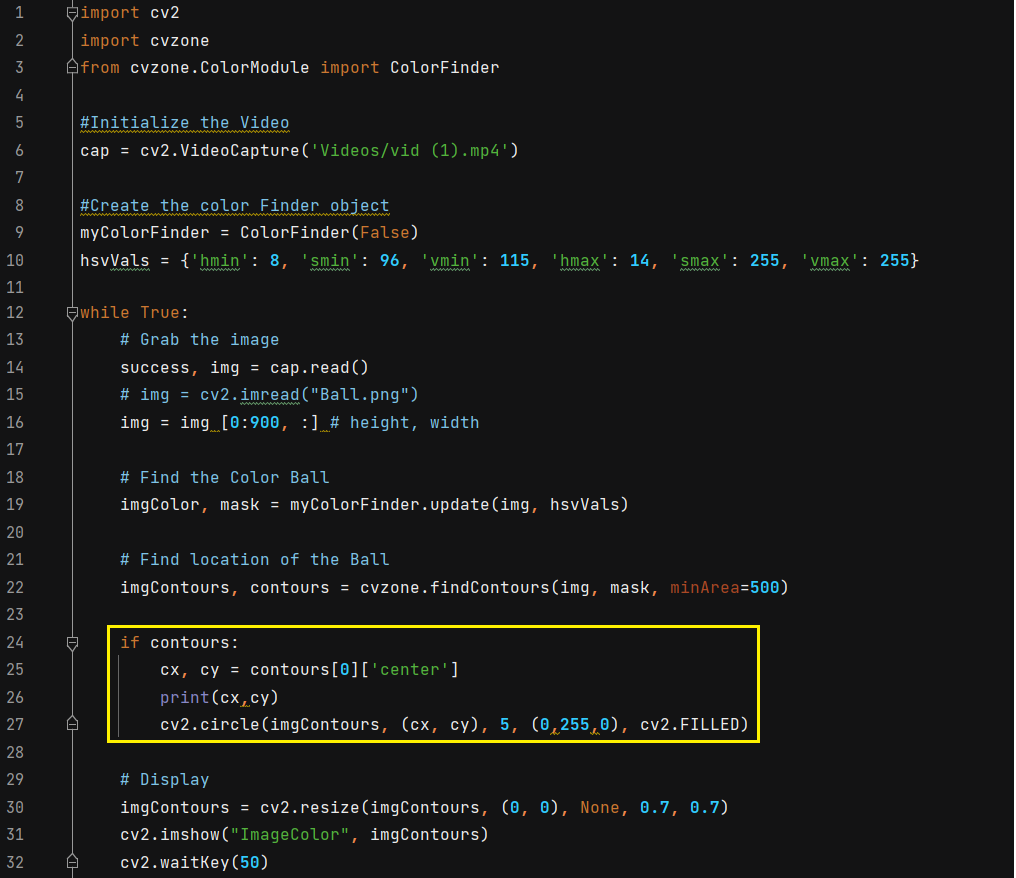 1 import cv2
2 import cvzone
3 from cvzone.ColorModule import ColorFinder
4
5 #Initialize the Video
6 cap = cv2.VideoCapture('Videos/vid (1).mp4')
7
8 #Create the color Finder object
9 myColorFinder = ColorFinder(False)
10 hsvVals = {'hmin': 8, 'smin': 96, 'vmin': 115, 'hmax': 14, 'smax': 255, 'vmax': 255}
11
12 while True:
13     # Grab the image
14     success, img = cap.read()
15     # img = cv2.imread("Ball.png")
16     img = img [0:900, :] # height, width
17
18     # Find the Color Ball
19     imgColor, mask = myColorFinder.update(img, hsvVals)
20
21     # Find location of the Ball
22     imgContours, contours = cvzone.findContours(img, mask, minArea=500)
23
24     if contours:
25         cx, cy = contours[0]['center']
26         print(cx,cy)
27         cv2.circle(imgContours, (cx, cy), 5, (0,255,0), cv2.FILLED)
28
29     # Display
30     imgContours = cv2.resize(imgContours, (0, 0), None, 0.7, 0.7)
31     cv2.imshow("ImageColor", imgContours)
32     cv2.waitKey(50)